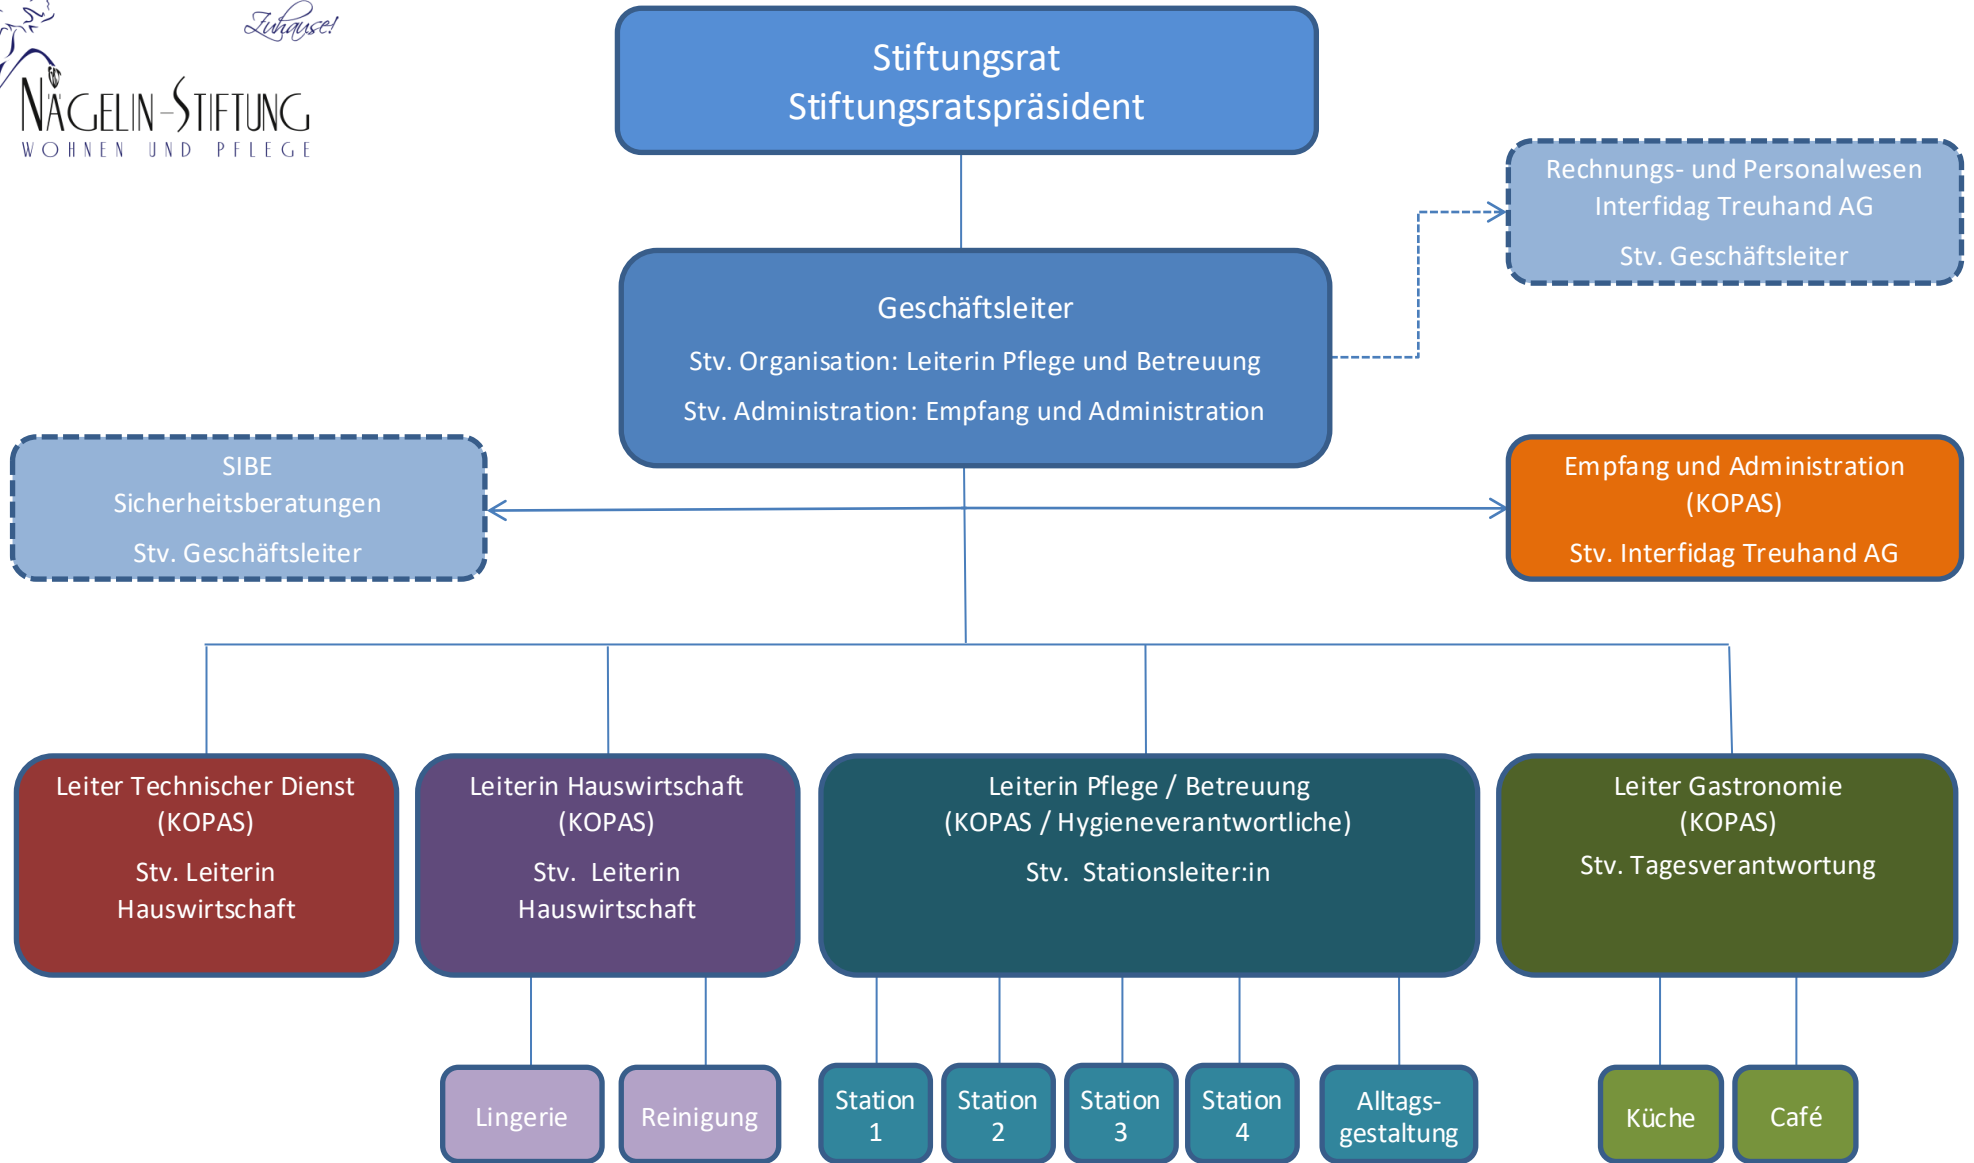 Zuhause!
NÄGELIN-STIFTUNG
WOHNEN UND PFLEGE
Stiftungsrat
Stiftungsratspräsident
Rechnungs- und Personalwesen
Interfidag Treuhand AG
Stv. Geschäftsleiter
Geschäftsleiter
Stv. Organisation: Leiterin Pflege und Betreuung
Stv. Administration: Empfang und Administration
SIBE
Sicherheitsberatungen
Stv. Geschäftsleiter
Empfang und Administration
(KOPAS)
Stv. Interfidag Treuhand AG
Leiter Technischer Dienst
(KOPAS)
Stv. Leiterin
Hauswirtschaft
Leiterin Hauswirtschaft
(KOPAS)
Stv. Leiterin
Hauswirtschaft
Leiterin Pflege / Betreuung
(KOPAS / Hygieneverantwortliche)
Stv. Stationsleiter:in
Leiter Gastronomie
(KOPAS)
Stv. Tagesverantwortung
Lingerie
Reinigung
Station
1
Station
2
Station
3
Station
4
Alltags-
gestaltung
Küche
Café